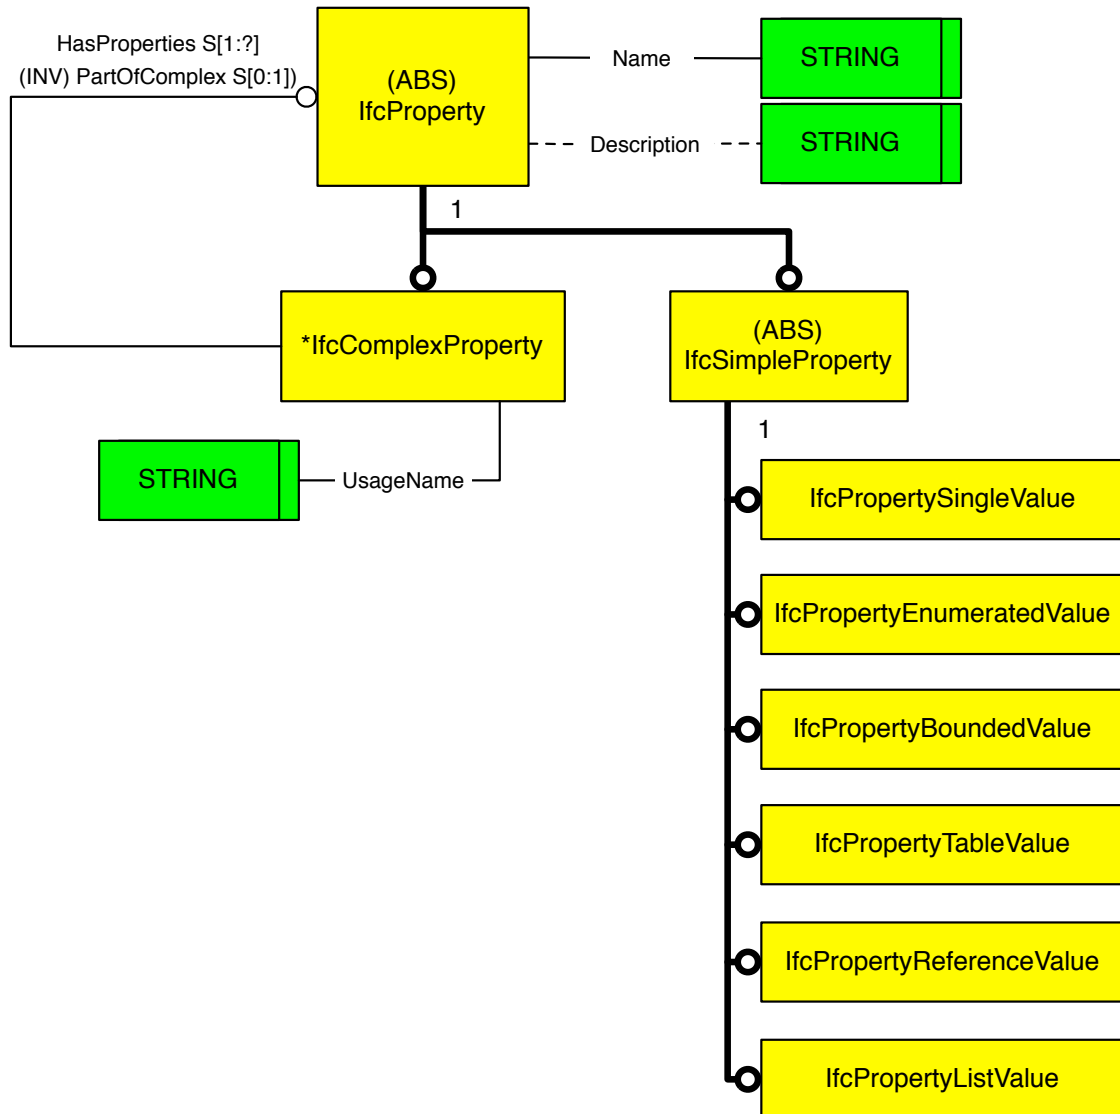 HasProperties S[1:?]
(INV) PartOfComplex S[0:1])
(ABS)
IfcProperty
Name
STRING
Description
STRING
1
*IfcComplexProperty
(ABS)
IfcSimpleProperty
STRING
UsageName
1
IfcPropertySingleValue
IfcPropertyEnumeratedValue
IfcPropertyBoundedValue
IfcPropertyTableValue
IfcPropertyReferenceValue
IfcPropertyListValue